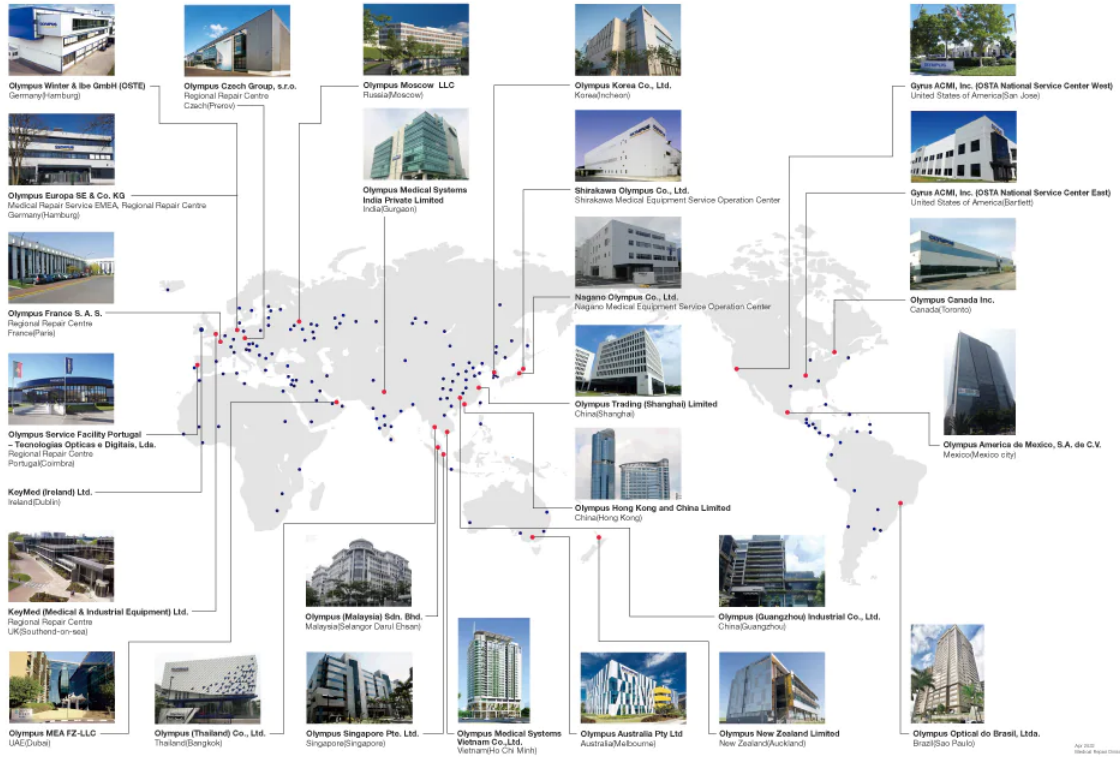 Olympus Winter & Ibe GmbH (OSTE)
Germany(Hamburg)
Olympus Czech Group, s.r.o.
Regional Repair Centre
Czech(Prerov)
Olympus Moscow LLC
Russia(Moscow)
Olympus Korea Co., Ltd.
Korea(Incheon)
Gyrus ACMI, Inc. (OSTA National Service Center West)
United States of America(San Jose)
Olympus Europa SE & Co. KG
Medical Repair Service EMEA, Regional Repair Centre
Germany(Hamburg)
Olympus Medical Systems
India Private Limited
India(Gurgaon)
Shirakawa Olympus Co., Ltd.
Shirakawa Medical Equipment Service Operation Center
Gyrus ACMI, Inc. (OSTA National Service Center East)
United States of America(Bartlett)
Olympus France S. A. S.
Regional Repair Centre
France(Paris)
Nagano Olympus Co., Ltd.
Nagano Medical Equipment Service Operation Center
Olympus Canada Inc.
Canada(Toronto)
Olympus Service Facility Portugal
– Tecnologias Opticas e Digitais, Lda.
Regional Repair Centre
Portugal(Coimbra)
Olympus Trading (Shanghai) Limited
China(Shanghai)
Olympus America de Mexico, S.A. de C.V.
Mexico(Mexico city)
KeyMed (Ireland) Ltd.
Ireland(Dublin)
Olympus Hong Kong and China Limited
China(Hong Kong)
KeyMed (Medical & Industrial Equipment) Ltd.
Regional Repair Centre
UK(Southend-on-sea)
Olympus (Malaysia) Sdn. Bhd.
Malaysia(Selangor Darul Ehsan)
Olympus (Guangzhou) Industrial Co., Ltd.
China(Guangzhou)
Olympus MEA FZ-LLC
UAE(Dubai)
Olympus (Thailand) Co., Ltd.
Thailand(Bangkok)
Olympus Singapore Pte. Ltd.
Singapore(Singapore)
Olympus Medical Systems
Vietnam Co.,Ltd.
Vietnam(Ho Chi Minh)
Olympus Australia Pty Ltd
Australia(Melbourne)
Olympus New Zealand Limited
New Zealand(Auckland)
Olympus Optical do Brasil, Ltda.
Brazil(Sao Paulo)